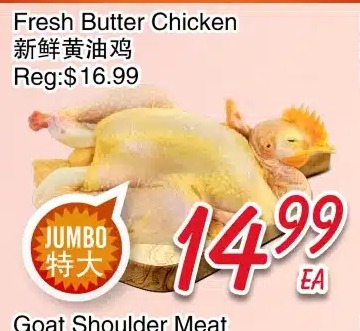 Fresh Butter Chicken
新鲜黄油鸡
Reg:$16.99
JUMBO
特大
14.99
EA
Goat Shoulder Meat